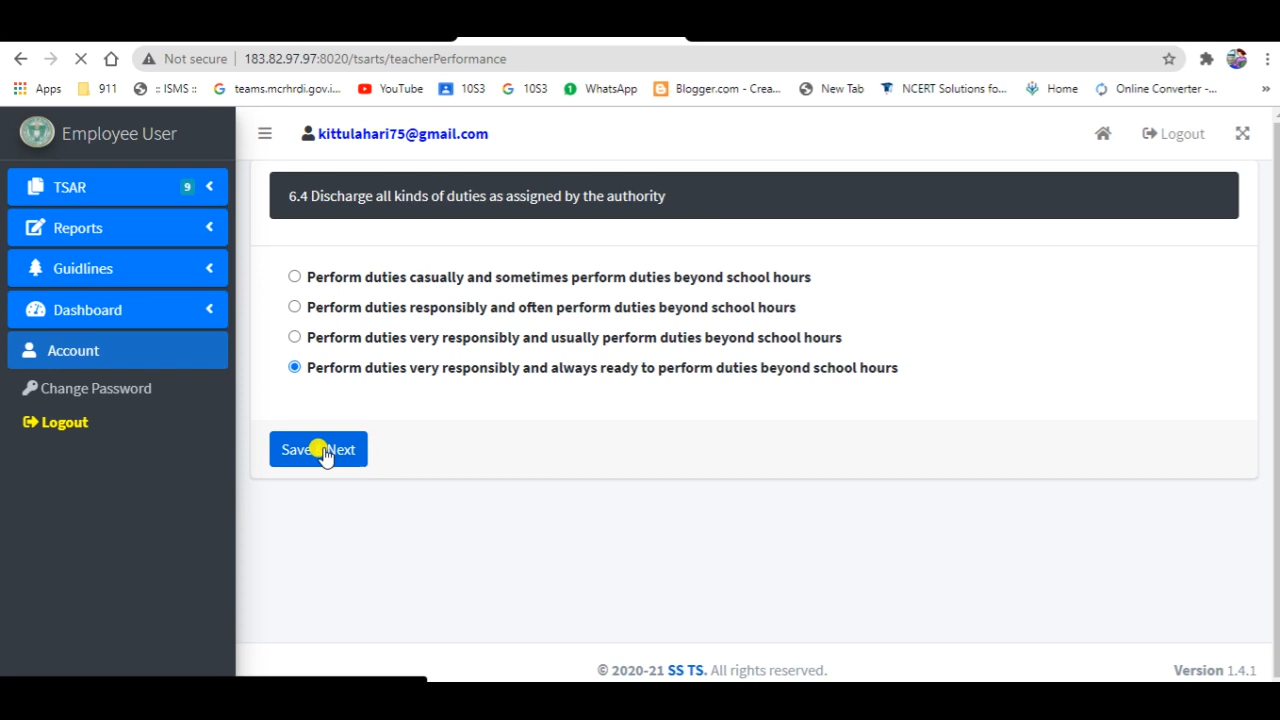 Not secure 183.82.97.97:8020/tsarts/teacherPerformance
Apps 911 :: ISMS :: teams.mcrhrdi.gov.i... YouTube 10S3 10S3 WhatsApp Blogger.com - Crea... New Tab NCERT Solutions fo... Home Online Converter -... »
Employee User
kittulahari75@gmail.com
Logout
TSAR 9
Reports
Guidlines
Dashboard
Account
Change Password
Logout
6.4 Discharge all kinds of duties as assigned by the authority
Perform duties casually and sometimes perform duties beyond school hours
Perform duties responsibly and often perform duties beyond school hours
Perform duties very responsibly and usually perform duties beyond school hours
Perform duties very responsibly and always ready to perform duties beyond school hours
Save & Next
© 2020-21 SS TS. All rights reserved.
Version 1.4.1